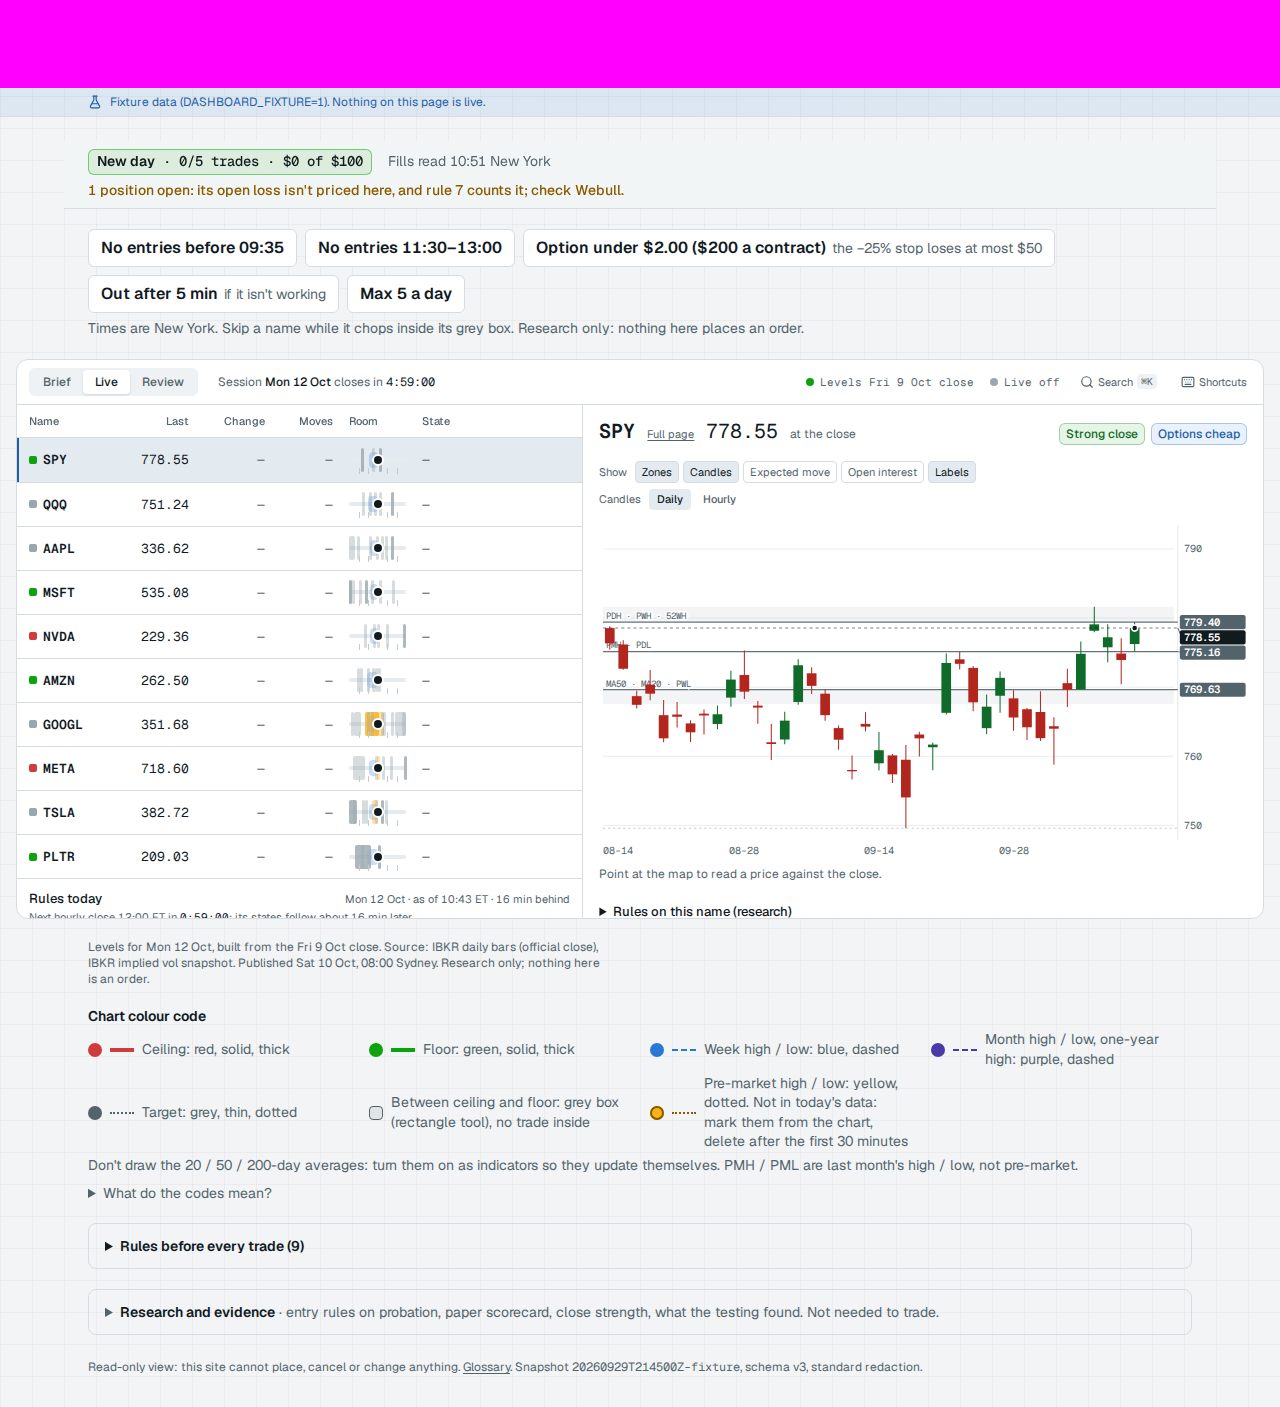 Fixture data (DASHBOARD_FIXTURE=1). Nothing on this page is live.
New day · 0/5 trades · $0 of $100 Fills read 10:51 New York
1 position open: its open loss isn't priced here, and rule 7 counts it; check Webull.
No entries before 09:35 No entries 11:30–13:00 Option under $2.00 ($200 a contract) the −25% stop loses at most $50
Out after 5 min if it isn't working Max 5 a day
Times are New York. Skip a name while it chops inside its grey box. Research only: nothing here places an order.
Brief Live Review Session Mon 12 Oct closes in 4:59:00 Levels Fri 9 Oct close Live off Search ⌘K Shortcuts
Name Last Change Moves Room State
SPY 778.55 – – –
QQQ 751.24 – – –
AAPL 336.62 – – –
MSFT 535.08 – – –
NVDA 229.36 – – –
AMZN 262.50 – – –
GOOGL 351.68 – – –
META 718.60 – – –
TSLA 382.72 – – –
PLTR 209.03 – – –
Rules today Mon 12 Oct · as of 10:43 ET · 16 min behind
Next hourly close 12:00 ET in 0:59:00; its states follow about 16 min later
SPY Full page 778.55 at the close Strong close Options cheap
Show Zones Candles Expected move Open interest Labels
Candles Daily Hourly
790
PDH · PWH · 52WH
779.40
778.55
PMH · PDL
775.16
MA50 · MA20 · PWL
769.63
760
750
08-14 08-28 09-14 09-28
Point at the map to read a price against the close.
Rules on this name (research)
Levels for Mon 12 Oct, built from the Fri 9 Oct close. Source: IBKR daily bars (official close),
IBKR implied vol snapshot. Published Sat 10 Oct, 08:00 Sydney. Research only; nothing here
is an order.
Chart colour code
Ceiling: red, solid, thick
Floor: green, solid, thick
Week high / low: blue, dashed
Month high / low, one-year
high: purple, dashed
Target: grey, thin, dotted
Between ceiling and floor: grey box
(rectangle tool), no trade inside
Pre-market high / low: yellow,
dotted. Not in today's data:
mark them from the chart,
delete after the first 30 minutes
Don't draw the 20 / 50 / 200-day averages: turn them on as indicators so they update themselves. PMH / PML are last month's high / low, not pre-market.
What do the codes mean?
Rules before every trade (9)
Research and evidence · entry rules on probation, paper scorecard, close strength, what the testing found. Not needed to trade.
Read-only view: this site cannot place, cancel or change anything. Glossary. Snapshot 20260929T214500Z-fixture, schema v3, standard redaction.